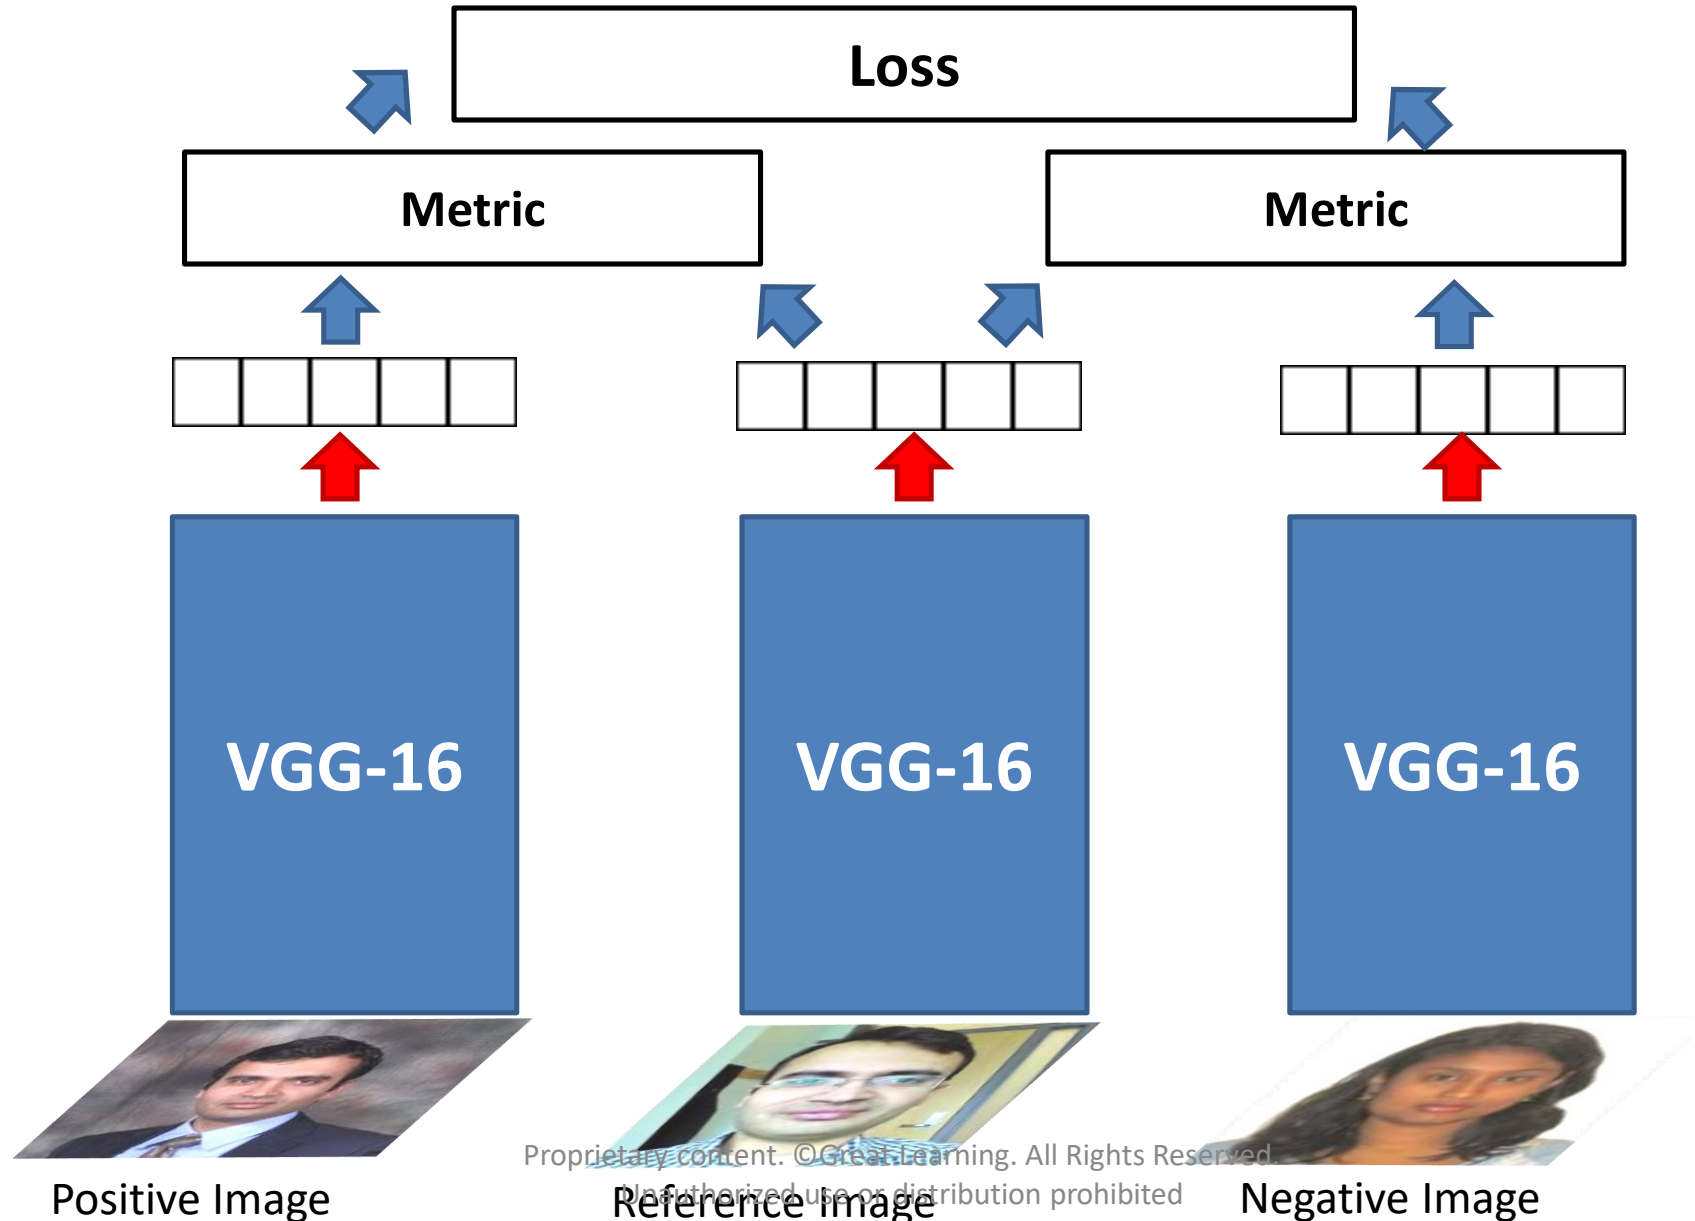 Loss
Metric
Metric
VGG-16
VGG-16
VGG-16
Proprietary content. ©Great Learning. All Rights Reserved.
Unauthorized use or distribution prohibited
Positive Image
Reference Image
Negative Image